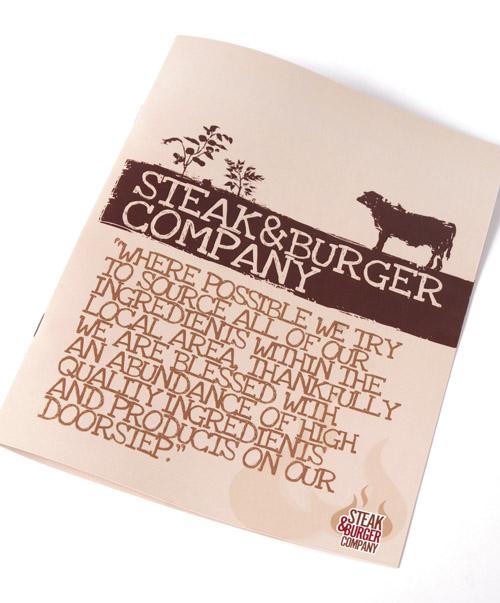 STEAK&BURGER
COMPANY
"WHERE POSSIBLE WE TRY
TO SOURCE ALL OF OUR
INGREDIENTS WITHIN THE
LOCAL AREA. THANKFULLY
WE ARE BLESSED WITH
AN ABUNDANCE OF HIGH
QUALITY INGREDIENTS
AND PRODUCTS ON OUR
DOORSTEP."
STEAK
&BURGER
COMPANY